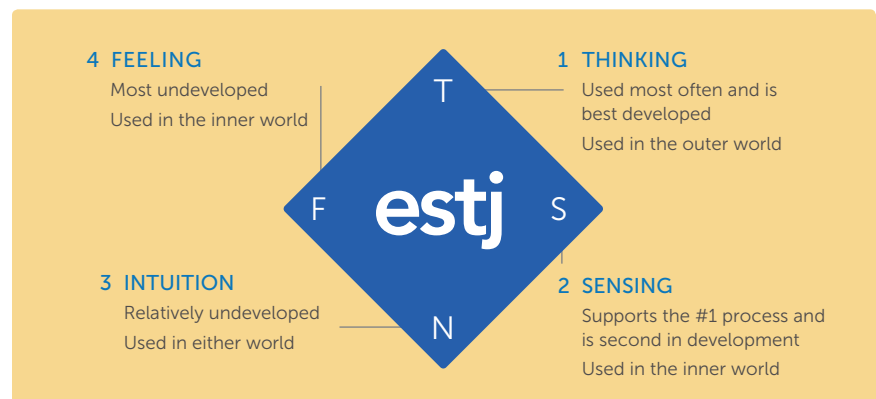 4 FEELING
Most undeveloped
Used in the inner world
1 THINKING
Used most often and is
best developed
Used in the outer world
T
F
estj
S
3 INTUITION
Relatively undeveloped
Used in either world
N
2 SENSING
Supports the #1 process and
is second in development
Used in the inner world